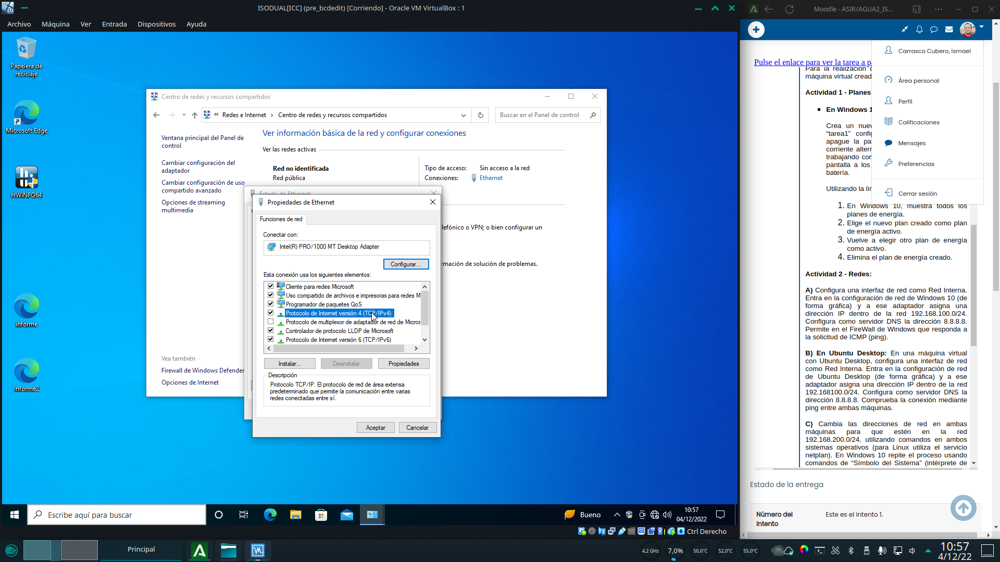 ISODUAL[ICC] (pre_bcdedit) [Corriendo] - Oracle VM VirtualBox : 1
Archivo Máquina Ver Entrada Dispositivos Ayuda
Papelera de
reciclaje
Microsoft Edge
HWiNFO64
informe
informe2
Centro de redes y recursos compartidos
« Redes e Internet › Centro de redes y recursos compartidos
Buscar en el Panel de control
Ventana principal del Panel de
control
Cambiar configuración del
adaptador
Cambiar configuración de uso
compartido avanzado
Opciones de streaming
multimedia
Vea también
Firewall de Windows Defender
Opciones de Internet
Ver información básica de la red y configurar conexiones
Ver las redes activas
Red no identificada
Red pública
Tipo de acceso: Sin acceso a la red
Conexiones: Ethernet
lefónico o VPN; o bien configurar un
rmación de solución de problemas.
Estado de Ethernet
Propiedades de Ethernet
Funciones de red
Conectar con:
Intel(R) PRO/1000 MT Desktop Adapter
Configurar...
Esta conexión usa los siguientes elementos:
Cliente para redes Microsoft
Uso compartido de archivos e impresoras para redes M
Programador de paquetes QoS
Protocolo de Internet versión 4 (TCP/IPv4)
Protocolo de multiplexor de adaptador de red de Micros
Controlador de protocolo LLDP de Microsoft
Protocolo de Internet versión 6 (TCP/IPv6)
Instalar...
Desinstalar
Propiedades
Descripción
Protocolo TCP/IP. El protocolo de red de área extensa
predeterminado que permite la comunicación entre varias
redes conectadas entre sí.
Aceptar
Cancelar
Escribe aquí para buscar
Bueno
10:57
04/12/2022
Ctrl Derecho
Moodle - ASIR/AGUA2_IS...
Carrasco Cubero, Ismael
Área personal
Perfil
Calificaciones
Mensajes
Preferencias
Cerrar sesión
Pulse el enlace para ver la tarea a pa
Para la realización
máquina virtual cread
Actividad 1 - Planes
En Windows 1
Crea un nuev
“tarea1” confi
apague la pa
corriente altern
trabajando con
pantalla a los
batería.
Utilizando la lín
1. En Windows 10, muestra todos los
planes de energía.
2. Elige el nuevo plan creado como plan
de energía activo.
3. Vuelve a elegir otro plan de energía
como activo.
4. Elimina el plan de energía creado.
Actividad 2 - Redes:
A) Configura una interfaz de red como Red Interna.
Entra en la configuración de red de Windows 10 (de
forma gráfica) y a ese adaptador asigna una
dirección IP dentro de la red 192.168.100.0/24.
Configura como servidor DNS la dirección 8.8.8.8.
Permite en el FireWall de Windows que responda a
la solicitud de ICMP (ping).
B) En Ubuntu Desktop: En una máquina virtual
con Ubuntu Desktop, configura una interfaz de red
como Red Interna. Entra en la configuración de red
de Ubuntu Desktop (de forma gráfica) y a ese
adaptador asigna una dirección IP dentro de la red
192.168100.0/24. Configura como servidor DNS la
dirección 8.8.8.8. Comprueba la conexión mediante
ping entre ambas máquinas.
C) Cambia las direcciones de red en ambas
máquinas para que estén en la red
192.168.200.0/24, utilizando comandos en ambos
sistemas operativos (para Linux utiliza el servicio
netplan). En Windows 10 repite el proceso usando
comandos de “Símbolo del Sistema” (intérprete de
Estado de la entrega
Número del
Intento
Este es el intento 1.
Principal
4,2 GHz
7,0%
50,6°C
52,0°C
55,0°C
10:57
4/12/22